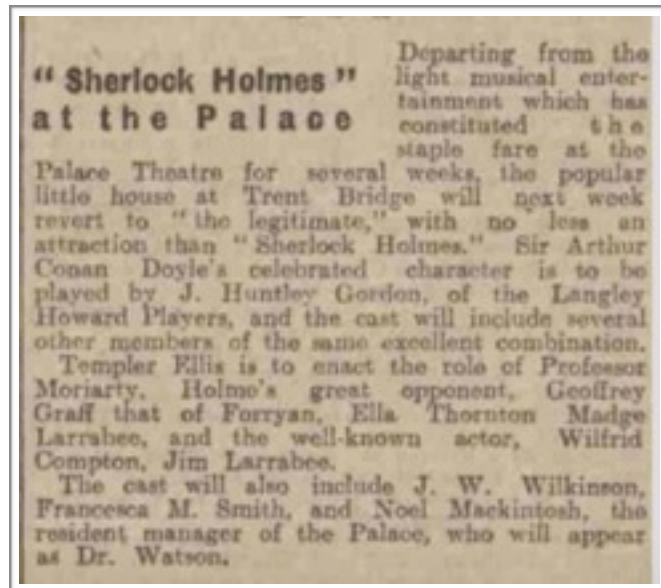 "Sherlock Holmes"
at the Palace
Departing from the
light musical enter-
tainment which has
constituted the
staple fare at the
Palace Theatre for several weeks, the popular
little house at Trent Bridge will next week
revert to "the legitimate," with no less an
attraction than "Sherlock Holmes." Sir Arthur
Conan Doyle's celebrated character is to be
played by J. Huntley Gordon, of the Langley
Howard Players, and the cast will include several
other members of the same excellent combination.
Templer Ellis is to enact the role of Professor
Moriarty, Holme's great opponent, Geoffrey
Graff that of Forryan, Ella Thornton Madge
Larrabee, and the well-known actor, Wilfrid
Compton, Jim Larrabee.
The cast will also include J. W. Wilkinson,
Francesca M. Smith, and Noel Mackintosh, the
resident manager of the Palace, who will appear
as Dr. Watson.